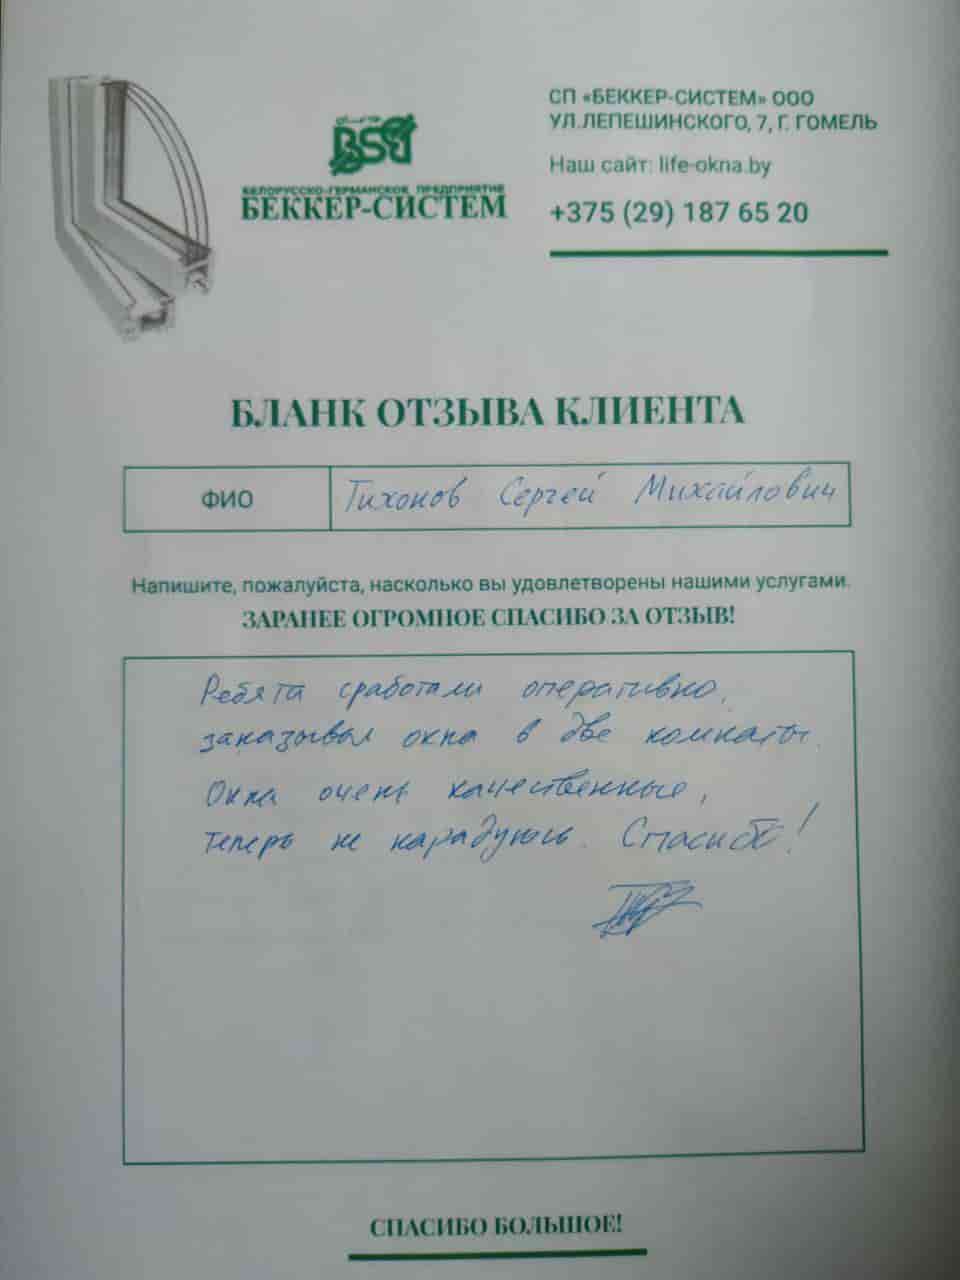 СП «БЕККЕР-СИСТЕМ» ООО
УЛ.ЛЕПЕШИНСКОГО, 7, Г. ГОМЕЛЬ
Наш сайт: life-okna.by
+375 (29) 187 65 20
BSB
БЕЛОРУССКО-ГЕРМАНСКОЕ ПРЕДПРИЯТИЕ
БЕККЕР-СИСТЕМ
БЛАНК ОТЗЫВА КЛИЕНТА
ФИО Тихонов Сергей Михайлович
Напишите, пожалуйста, насколько вы удовлетворены нашими услугами.
ЗАРАНЕЕ ОГРОМНОЕ СПАСИБО ЗА ОТЗЫВ!
Ребята сработали оперативно,
заказывал окна в две комнаты.
Окна очень качественные,
теперь не нарадуюсь. Спасибо!
СПАСИБО БОЛЬШОЕ!